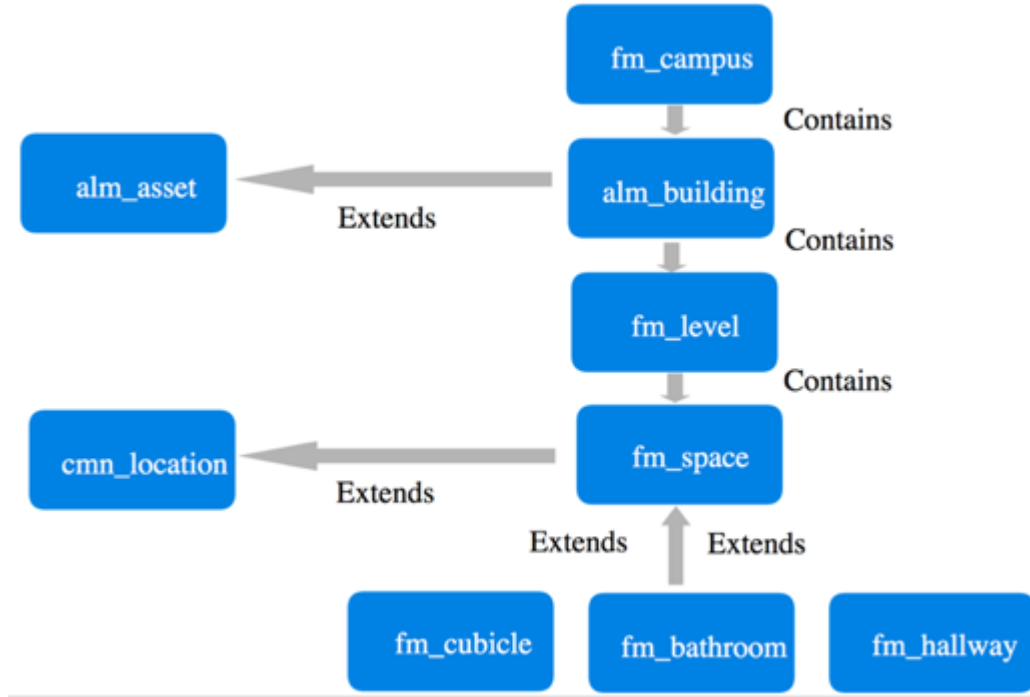 fm_campus
Contains
alm_asset
alm_building
Extends
Contains
fm_level
Contains
cmn_location
fm_space
Extends
Extends
Extends
fm_cubicle
fm_bathroom
fm_hallway